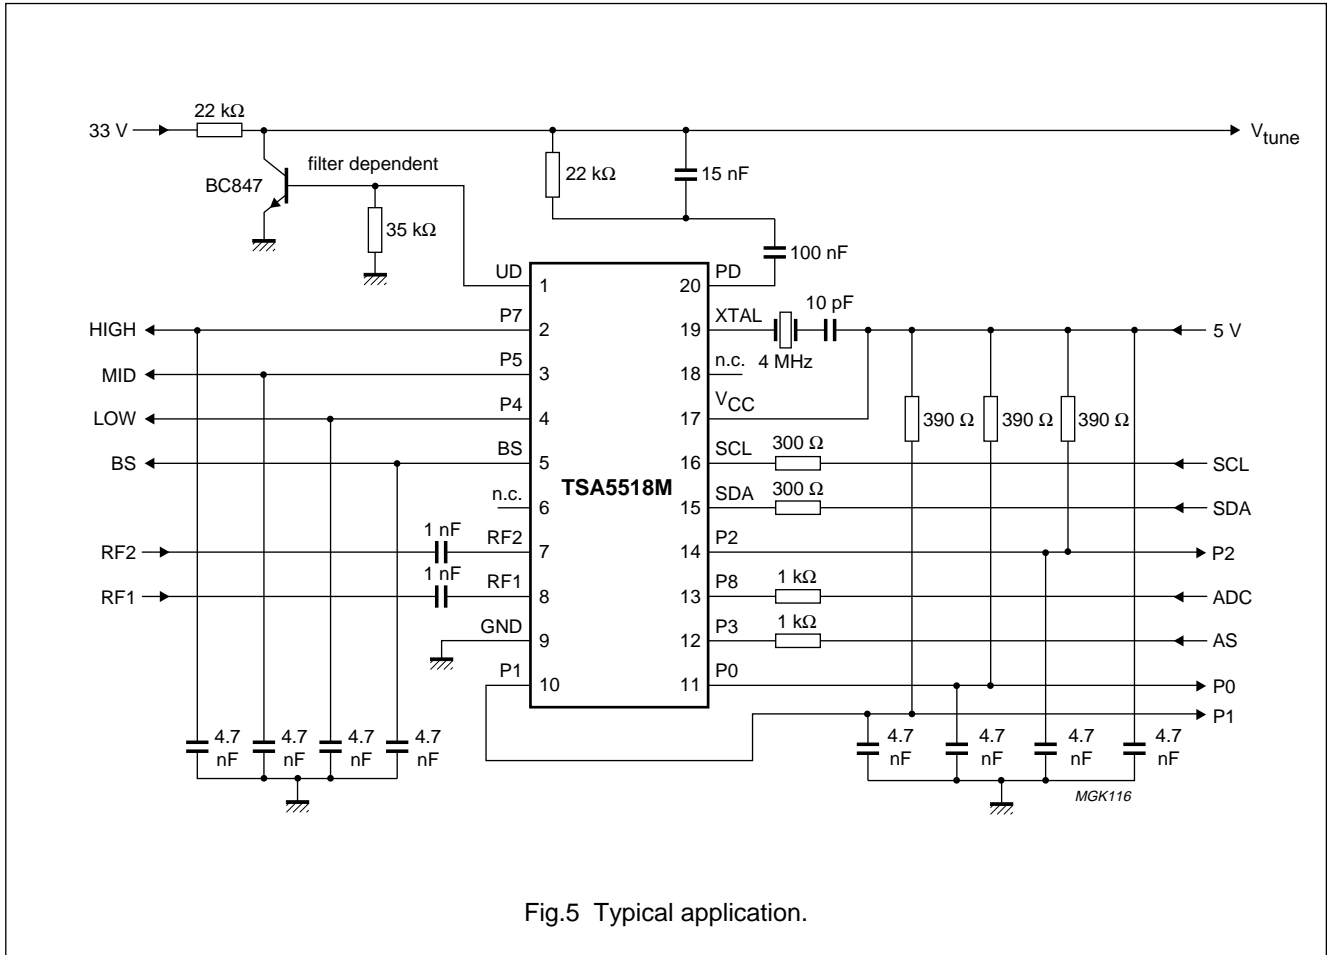 22 kΩ
33 V
Vtune
filter dependent
BC847
22 kΩ
15 nF
35 kΩ
100 nF
UD
1
PD
20
10 pF
P7
2
XTAL
19
HIGH
5 V
4 MHz
P5
3
n.c.
18
MID
P4
4
VCC
17
LOW
390 Ω
390 Ω
390 Ω
BS
5
SCL
16
300 Ω
BS
SCL
TSA5518M
n.c.
6
SDA
15
300 Ω
SDA
1 nF
RF2
7
P2
14
RF2
P2
1 nF
RF1
8
P8
13
1 kΩ
RF1
ADC
GND
9
P3
12
1 kΩ
AS
P1
10
P0
11
P0
P1
4.7
nF
4.7
nF
4.7
nF
4.7
nF
4.7
nF
4.7
nF
4.7
nF
4.7
nF
MGK116
Fig.5 Typical application.